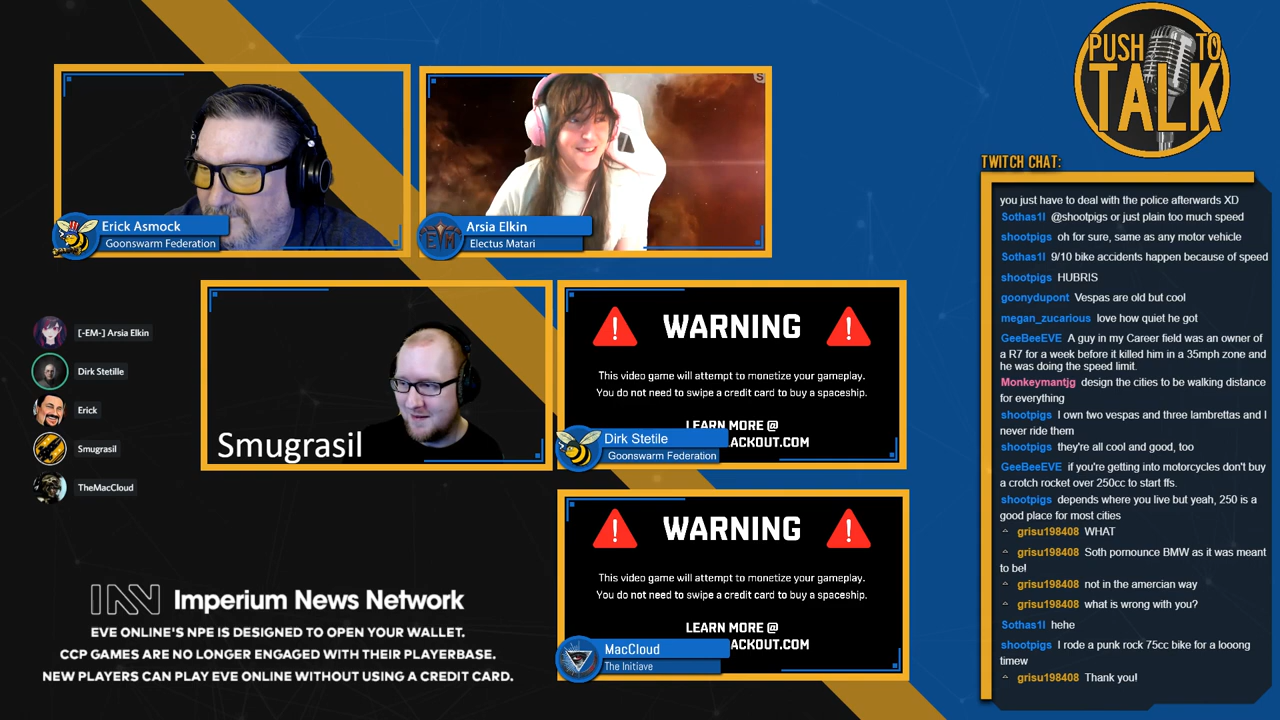 PUSH TO
TALK
TWITCH CHAT:
Erick Asmock
Goonswarm Federation
S
Arsia Elkin
EM
Electus Matari
[-EM-] Arsia Elkin
Dirk Stetille
Erick
Smugrasil
TheMacCloud
Smugrasil
WARNING
This video game will attempt to monetize your gameplay.
You do not need to swipe a credit card to buy a spaceship.
LEARN MORE @
ACKOUT.COM
Dirk Stetile
Goonswarm Federation
WARNING
This video game will attempt to monetize your gameplay.
You do not need to swipe a credit card to buy a spaceship.
LEARN MORE @
ACKOUT.COM
MacCloud
The Initiave
INN Imperium News Network
EVE ONLINE'S NPE IS DESIGNED TO OPEN YOUR WALLET.
CCP GAMES ARE NO LONGER ENGAGED WITH THEIR PLAYERBASE.
NEW PLAYERS CAN PLAY EVE ONLINE WITHOUT USING A CREDIT CARD.
you just have to deal with the police afterwards XD
Sothas1l @shootpigs or just plain too much speed
shootpigs oh for sure, same as any motor vehicle
Sothas1l 9/10 bike accidents happen because of speed
shootpigs HUBRIS
goonydupont Vespas are old but cool
megan_zucarious love how quiet he got
GeeBeeEVE A guy in my Career field was an owner of
a R7 for a week before it killed him in a 35mph zone and
he was doing the speed limit.
Monkeymantjg design the cities to be walking distance
for everything
shootpigs I own two vespas and three lambrettas and I
never ride them
shootpigs they're all cool and good, too
GeeBeeEVE if you're getting into motorcycles don't buy
a crotch rocket over 250cc to start ffs.
shootpigs depends where you live but yeah, 250 is a
good place for most cities
grisu198408 WHAT
grisu198408 Soth pornounce BMW as it was meant
to be!
grisu198408 not in the amercian way
grisu198408 what is wrong with you?
Sothas1l hehe
shootpigs I rode a punk rock 75cc bike for a looong
timew
grisu198408 Thank you!